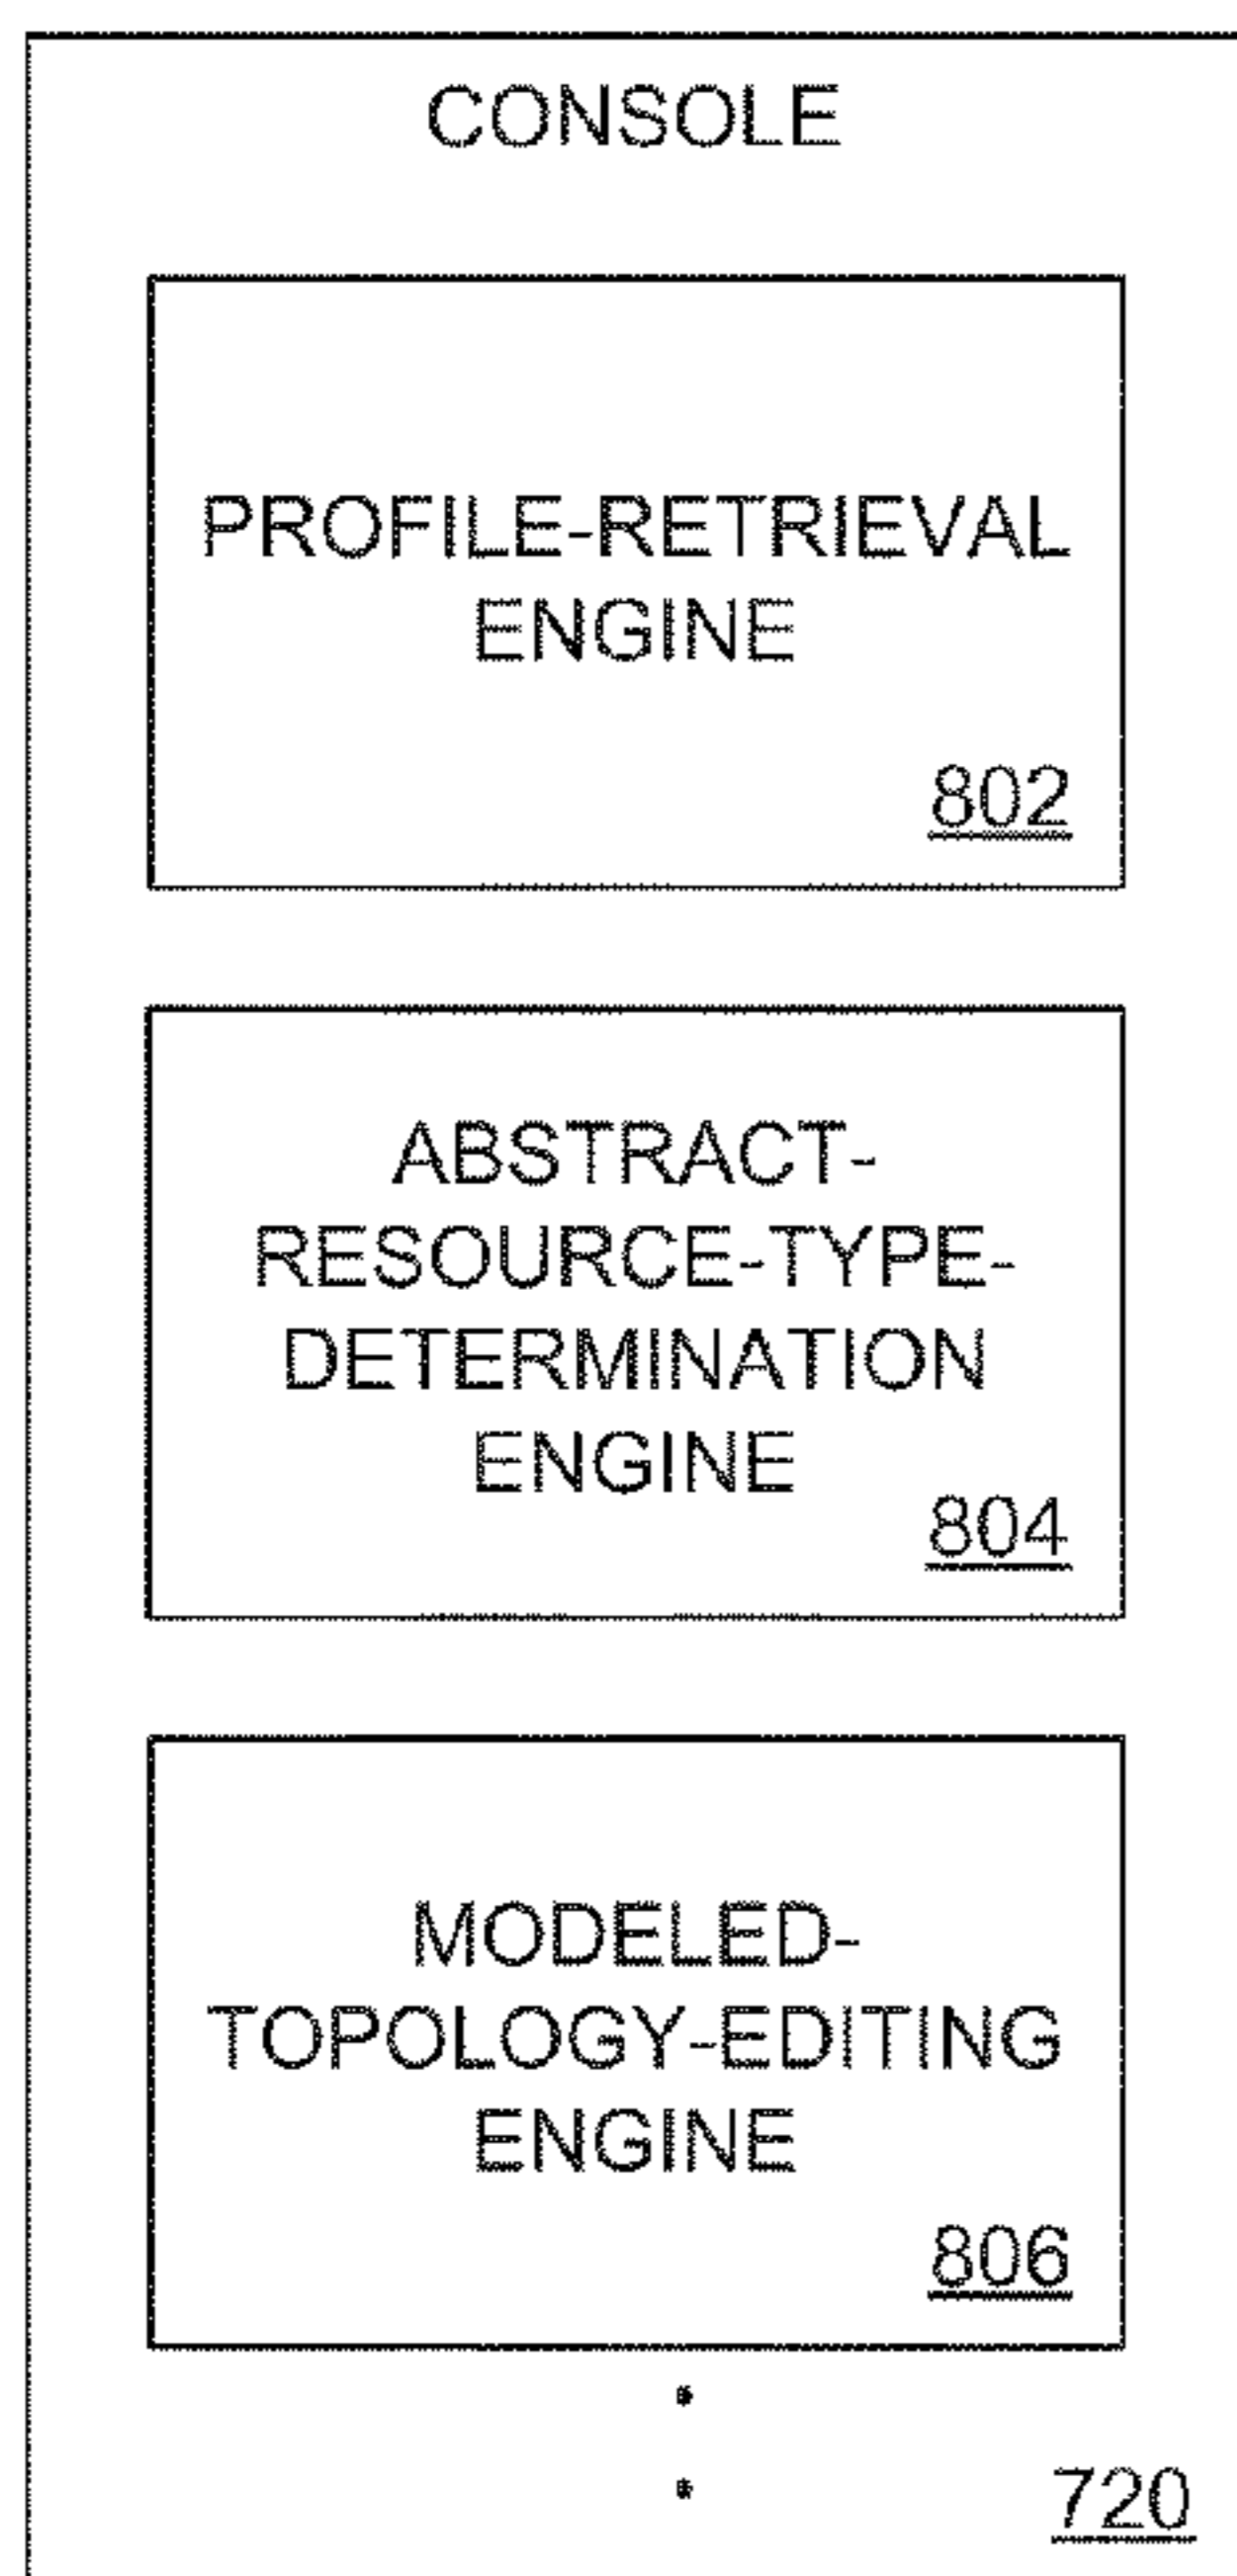 CONSOLE
PROFILE-RETRIEVAL
ENGINE
802
ABSTRACT-
RESOURCE-TYPE-
DETERMINATION
ENGINE
804
MODELED-
TOPOLOGY-EDITING
ENGINE
806
720